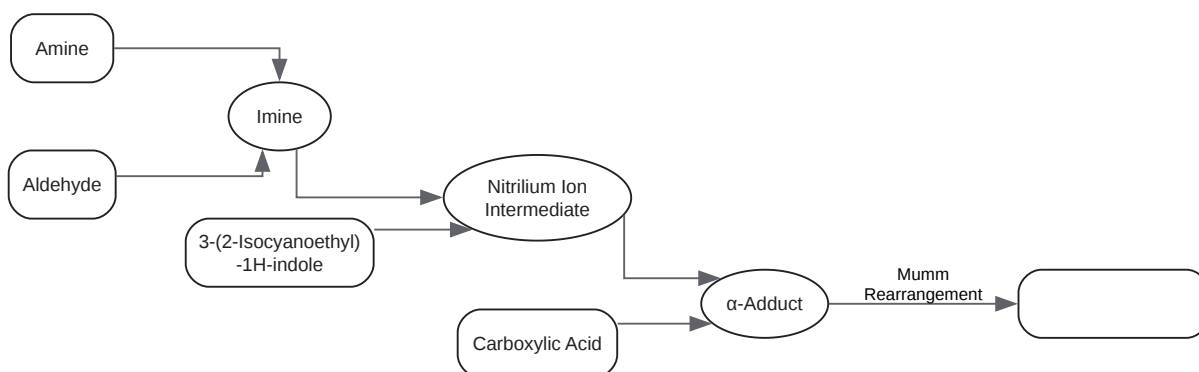 Amine
Imine
Aldehyde
Nitrilium Ion
Intermediate
3-(2-Isocyanoethyl)
-1H-indole
Mumm
Rearrangement
α-Adduct
Carboxylic Acid